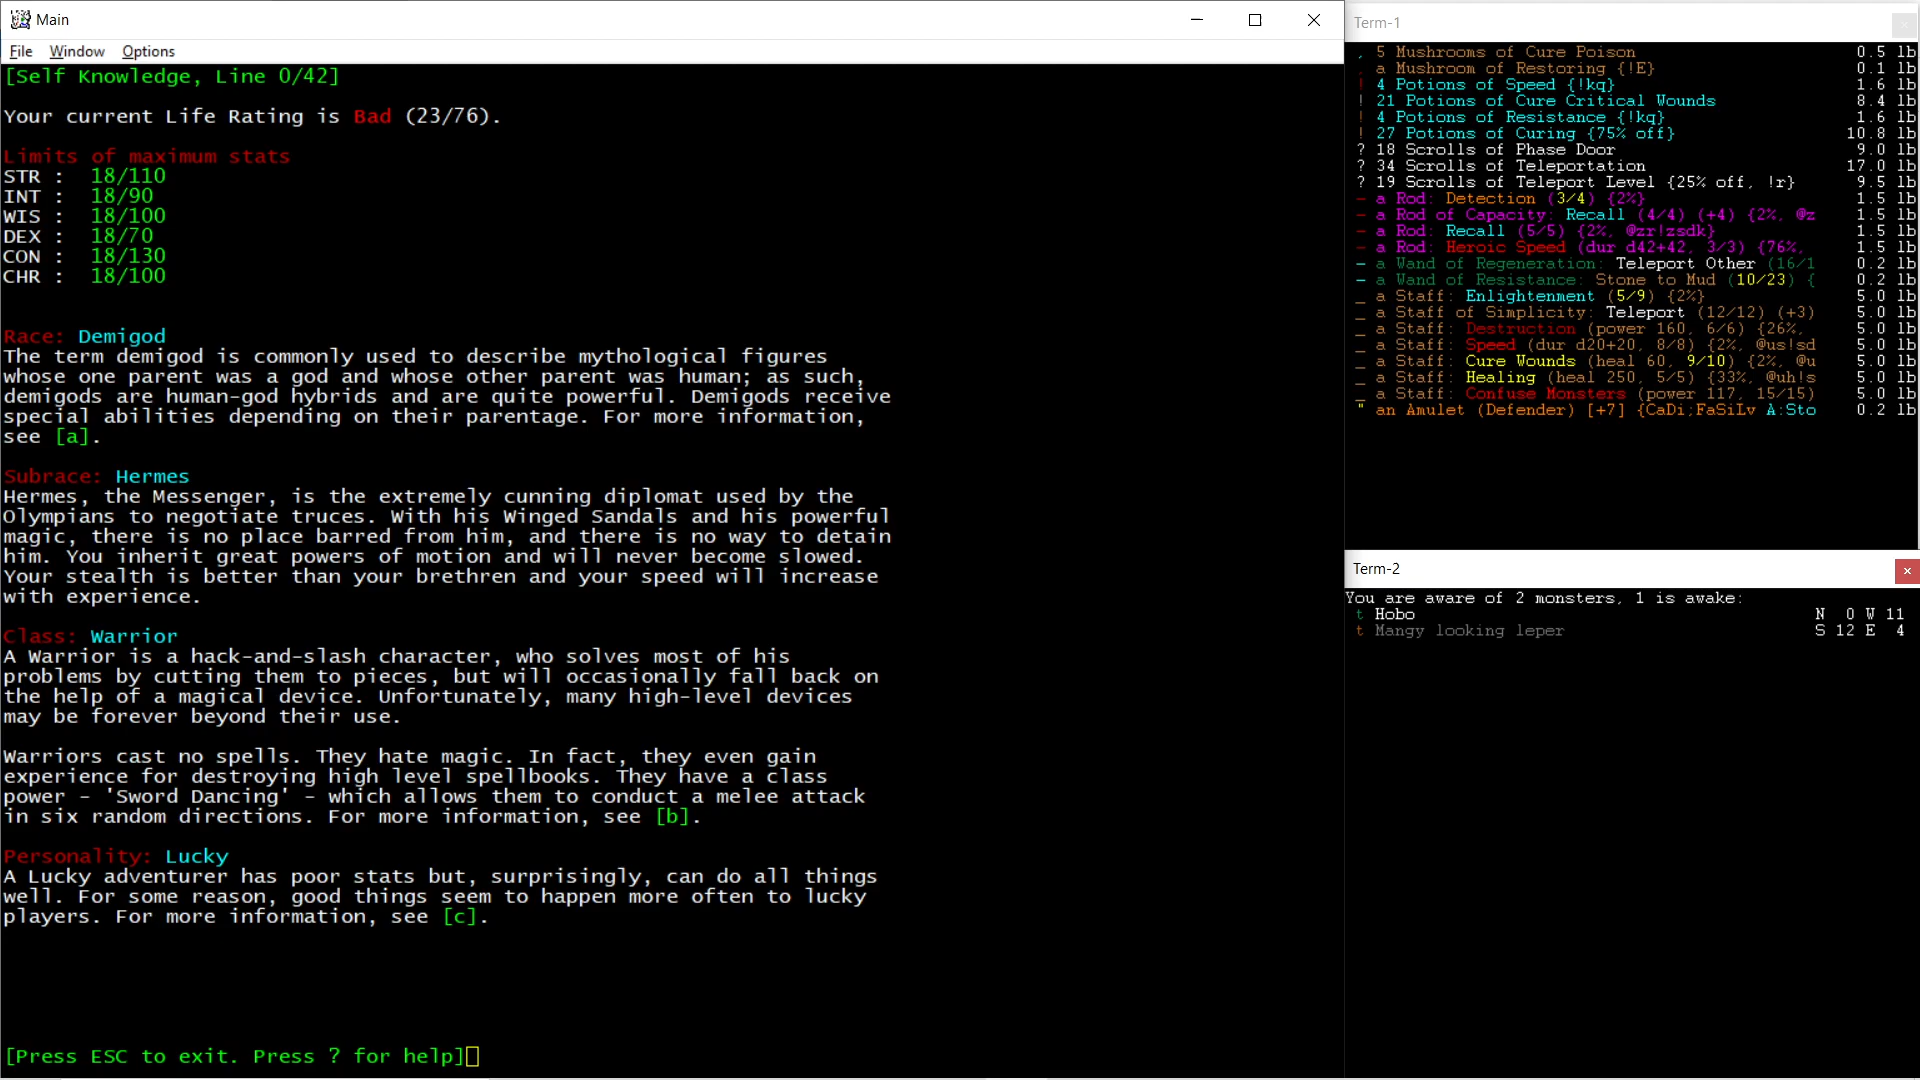 Main
File Window Options
[Self Knowledge, Line 0/42]
Your current Life Rating is Bad (23/76).
Limits of maximum stats
STR : 18/110
INT : 18/90
WIS : 18/100
DEX : 18/70
CON : 18/130
CHR : 18/100
Race: Demigod
The term demigod is commonly used to describe mythological figures
whose one parent was a god and whose other parent was human; as such,
demigods are human-god hybrids and are quite powerful. Demigods receive
special abilities depending on their parentage. For more information,
see [a].
Subrace: Hermes
Hermes, the Messenger, is the extremely cunning diplomat used by the
Olympians to negotiate truces. With his Winged Sandals and his powerful
magic, there is no place barred from him, and there is no way to detain
him. You inherit great powers of motion and will never become slowed.
Your stealth is better than your brethren and your speed will increase
with experience.
Class: Warrior
A Warrior is a hack-and-slash character, who solves most of his
problems by cutting them to pieces, but will occasionally fall back on
the help of a magical device. Unfortunately, many high-level devices
may be forever beyond their use.
Warriors cast no spells. They hate magic. In fact, they even gain
experience for destroying high level spellbooks. They have a class
power - 'Sword Dancing' - which allows them to conduct a melee attack
in six random directions. For more information, see [b].
Personality: Lucky
A Lucky adventurer has poor stats but, surprisingly, can do all things
well. For some reason, good things seem to happen more often to lucky
players. For more information, see [c].
[Press ESC to exit. Press ? for help]
Term-1
, 5 Mushrooms of Cure Poison 0.5 lb
, a Mushroom of Restoring {!E} 0.1 lb
! 4 Potions of Speed {!kq} 1.6 lb
! 21 Potions of Cure Critical Wounds 8.4 lb
! 4 Potions of Resistance {!kq} 1.6 lb
! 27 Potions of Curing {75% off} 10.8 lb
? 18 Scrolls of Phase Door 9.0 lb
? 34 Scrolls of Teleportation 17.0 lb
? 19 Scrolls of Teleport Level {25% off, !r} 9.5 lb
- a Rod: Detection (3/4) {2%} 1.5 lb
- a Rod of Capacity: Recall (4/4) (+4) {2%, @z 1.5 lb
- a Rod: Recall (5/5) {2%, @zr!zsdk} 1.5 lb
- a Rod: Heroic Speed (dur d42+42, 3/3) {76%, 1.5 lb
- a Wand of Regeneration: Teleport Other (16/1 0.2 lb
- a Wand of Resistance: Stone to Mud (10/23) { 0.2 lb
_ a Staff: Enlightenment (5/9) {2%} 5.0 lb
_ a Staff of Simplicity: Teleport (12/12) (+3) 5.0 lb
_ a Staff: Destruction (power 160, 6/6) {26%, 5.0 lb
_ a Staff: Speed (dur d20+20, 8/8) {2%, @us!sd 5.0 lb
_ a Staff: Cure Wounds (heal 60, 9/10) {2%, @u 5.0 lb
_ a Staff: Healing (heal 250, 5/5) {33%, @uh!s 5.0 lb
_ a Staff: Confuse Monsters (power 117, 15/15) 5.0 lb
" an Amulet (Defender) [+7] {CaDi;FaSiLv A:Sto 0.2 lb
Term-2
You are aware of 2 monsters, 1 is awake:
t Hobo N 0 W 11
t Mangy looking leper S 12 E 4